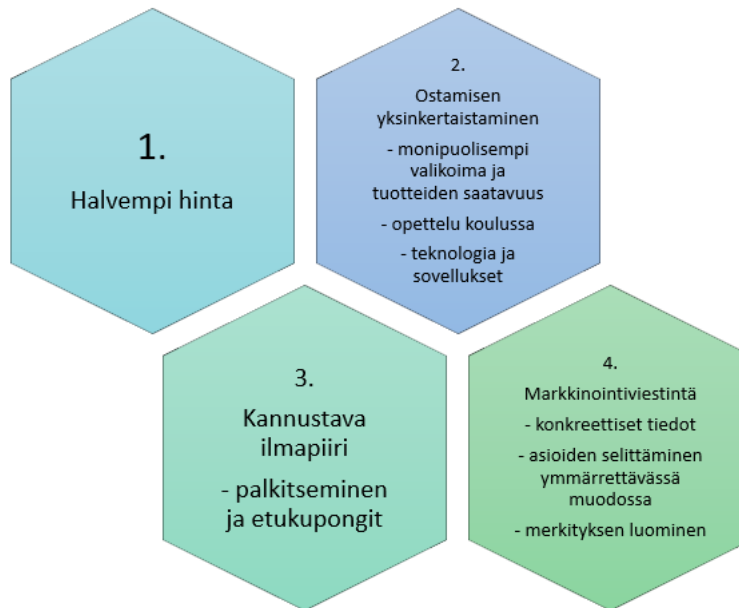 1.
Halvempi hinta
2.
Ostamisen
yksinkertaistaminen
- monipuolisempi
valikoima ja
tuotteiden saatavuus
- opettelu koulussa
- teknologia ja
sovellukset
3.
Kannustava
ilmapiiri
- palkitseminen
ja etukupongit
4.
Markkinointiviestintä
- konkreettiset tiedot
- asioiden selittäminen
ymmärrettävässä
muodossa
- merkityksen luominen